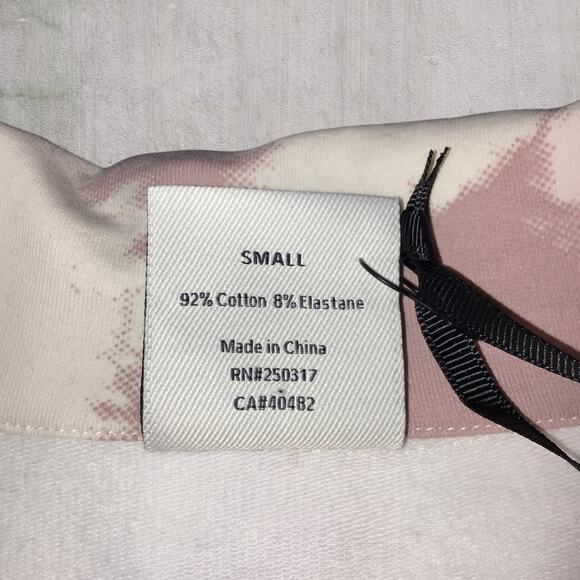 SMALL
92% Cotton 8% Elastane
Made in China
RN#250317
CA#40482